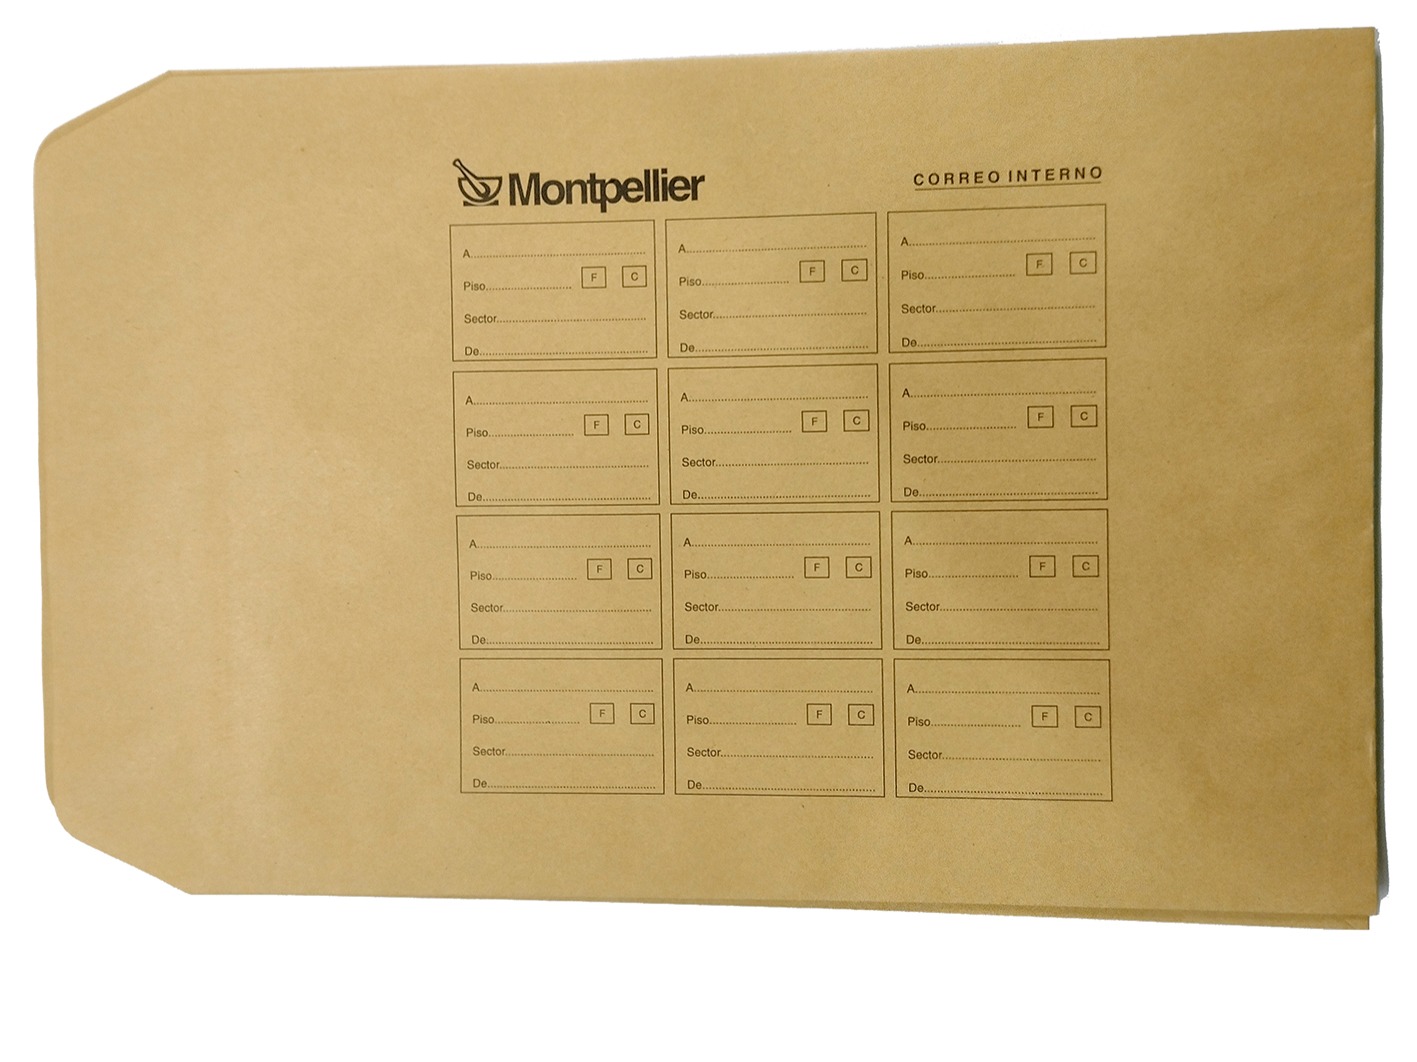 Montpellier
CORREO INTERNO
A
Piso F C
Sector
De
A
Piso F C
Sector
De
A
Piso F C
Sector
De
A
Piso F C
Sector
De
A
Piso F C
Sector
De
A
Piso F C
Sector
De
A
Piso F C
Sector
De
A
Piso F C
Sector
De
A
Piso F C
Sector
De
A
Piso F C
Sector
De
A
Piso F C
Sector
De
A
Piso F C
Sector
De